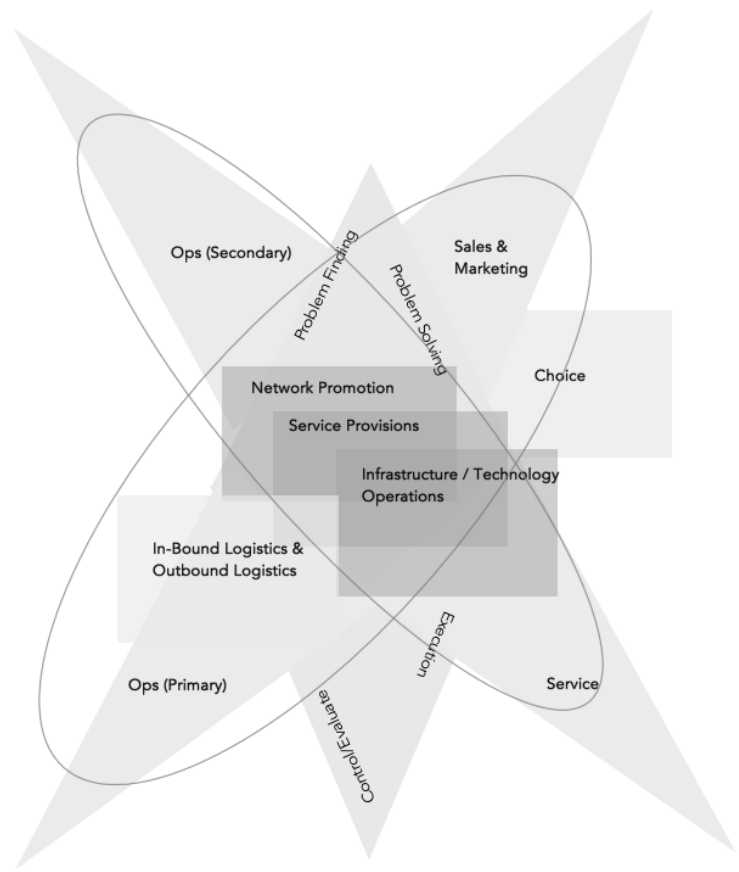 Ops (Secondary)
Problem Finding
Problem Solving
Sales &
Marketing
Choice
Network Promotion
Service Provisions
Infrastructure / Technology
Operations
In-Bound Logistics &
Outbound Logistics
Execution
Ops (Primary)
Control/Evaluate
Service